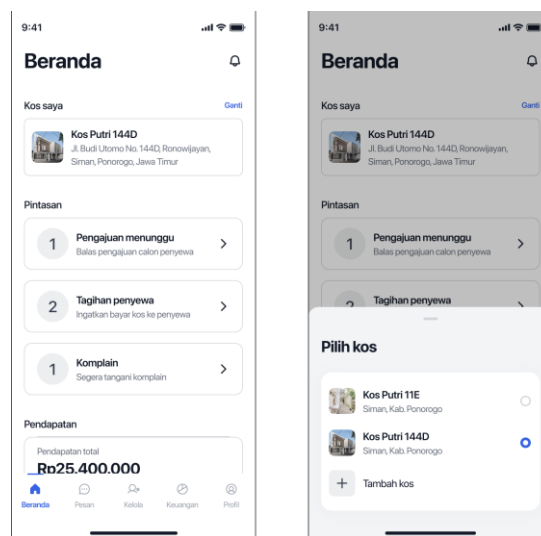 9:41
Beranda
Kos saya
Ganti
Kos Putri 144D
Jl. Budi Utomo No. 144D, Ronowijayan,
Siman, Ponorogo, Jawa Timur
Pintasan
1
Pengajuan menunggu
Balas pengajuan calon penyewa
2
Tagihan penyewa
Ingatkan bayar kos ke penyewa
1
Komplain
Segera tangani komplain
Pendapatan
Pendapatan total
Rp25.400.000
Beranda
Pesan
Kelola
Keuangan
Profil
9:41
Beranda
Kos saya
Ganti
Kos Putri 144D
Jl. Budi Utomo No. 144D, Ronowijayan,
Siman, Ponorogo, Jawa Timur
Pintasan
1
Pengajuan menunggu
Balas pengajuan calon penyewa
2
Tagihan penyewa
Pilih kos
Kos Putri 11E
Siman, Kab. Ponorogo
Kos Putri 144D
Siman, Kab. Ponorogo
Tambah kos